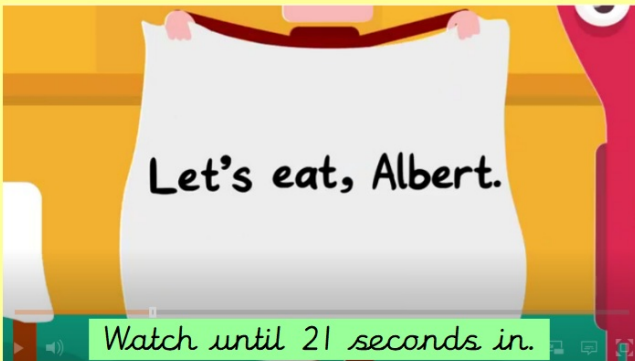 Let's eat, Albert.
Watch until 21 seconds in.